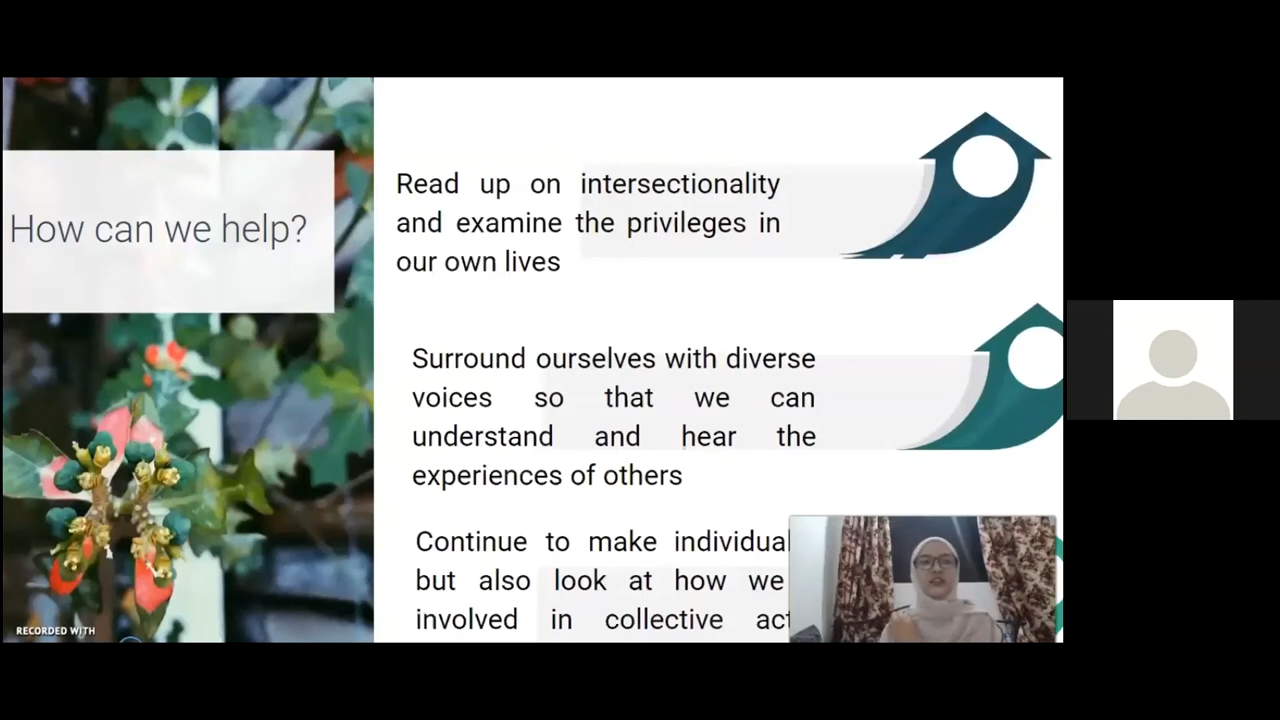 How can we help?
Read up on intersectionality
and examine the privileges in
our own lives
Surround ourselves with diverse
voices so that we can
understand and hear the
experiences of others
Continue to make individual
but also look at how we
involved in collective
RECORDED WITH